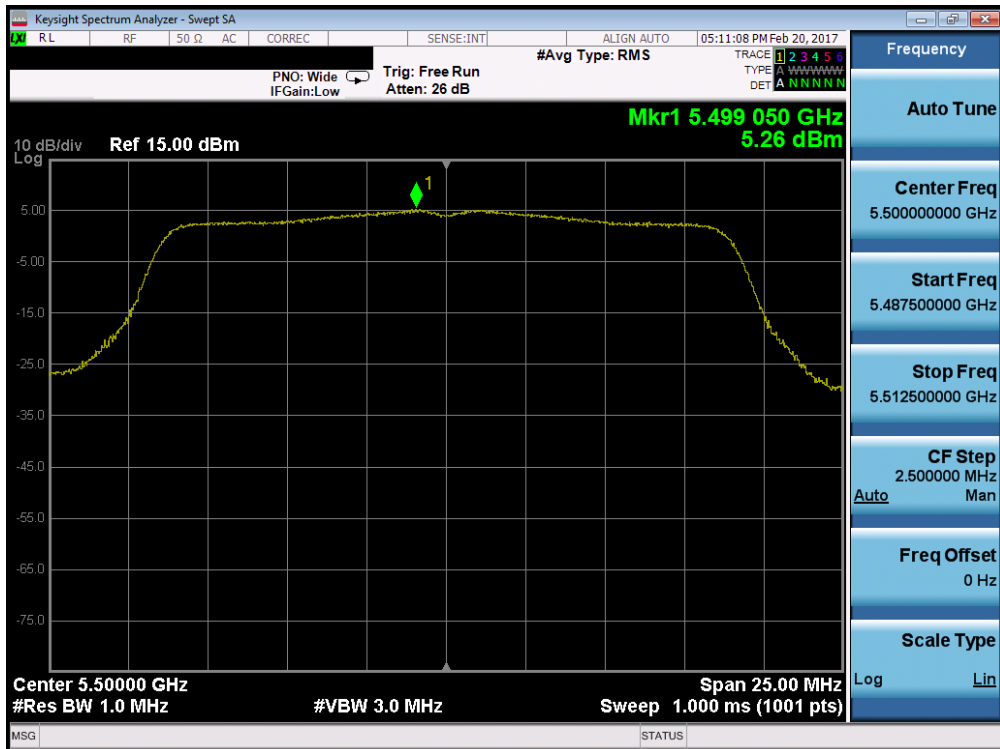 Keysight Spectrum Analyzer - Swept SA
LXI RL RF 50 Ω AC CORREC SENSE:INT ALIGN AUTO 05:11:08 PM Feb 20, 2017
#Avg Type: RMS
TRACE 1 2 3 4 5 6
TYPE A WWWWW
DET A N N N N N
PNO: Wide
IFGain:Low
Trig: Free Run
Atten: 26 dB
Mkr1 5.499 050 GHz
5.26 dBm
10 dB/div Ref 15.00 dBm
Log
1
5.00
-5.00
-15.0
-25.0
-35.0
-45.0
-55.0
-65.0
-75.0
Center 5.50000 GHz
Span 25.00 MHz
#Res BW 1.0 MHz
#VBW 3.0 MHz
Sweep 1.000 ms (1001 pts)
MSG
STATUS
Frequency
Auto Tune
Center Freq
5.500000000 GHz
Start Freq
5.487500000 GHz
Stop Freq
5.512500000 GHz
CF Step
2.500000 MHz
Auto Man
Freq Offset
0 Hz
Scale Type
Log Lin